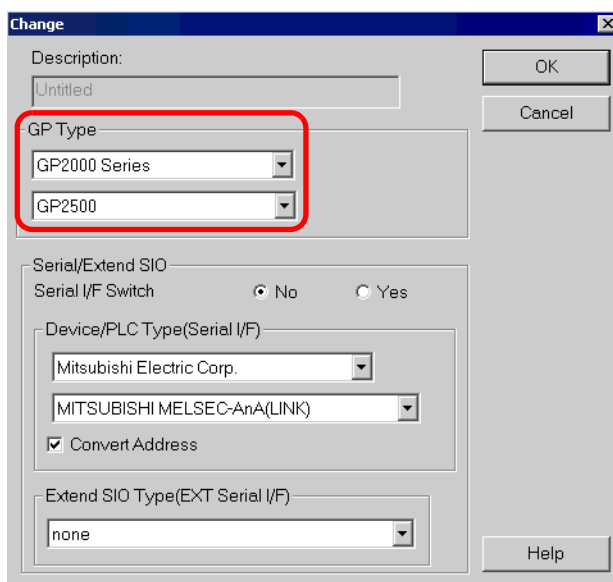 Change
Description:
Untitled
OK
Cancel
GP Type
GP2000 Series
GP2500
Serial/Extend SIO
Serial I/F Switch No Yes
Device/PLC Type(Serial I/F)
Mitsubishi Electric Corp.
MITSUBISHI MELSEC-AnA(LINK)
Convert Address
Extend SIO Type(EXT Serial I/F)
none
Help